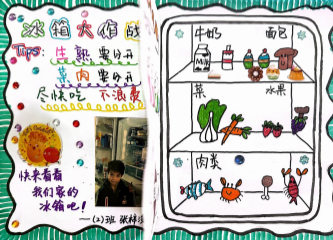 冰箱大作战
Tips: 生熟要分开
菜肉要分开
尽快吃 不浪费
快来看看
我们家的
冰箱吧！
一(2)班 张梓
牛奶 面包
Milk
菜 水果
肉类